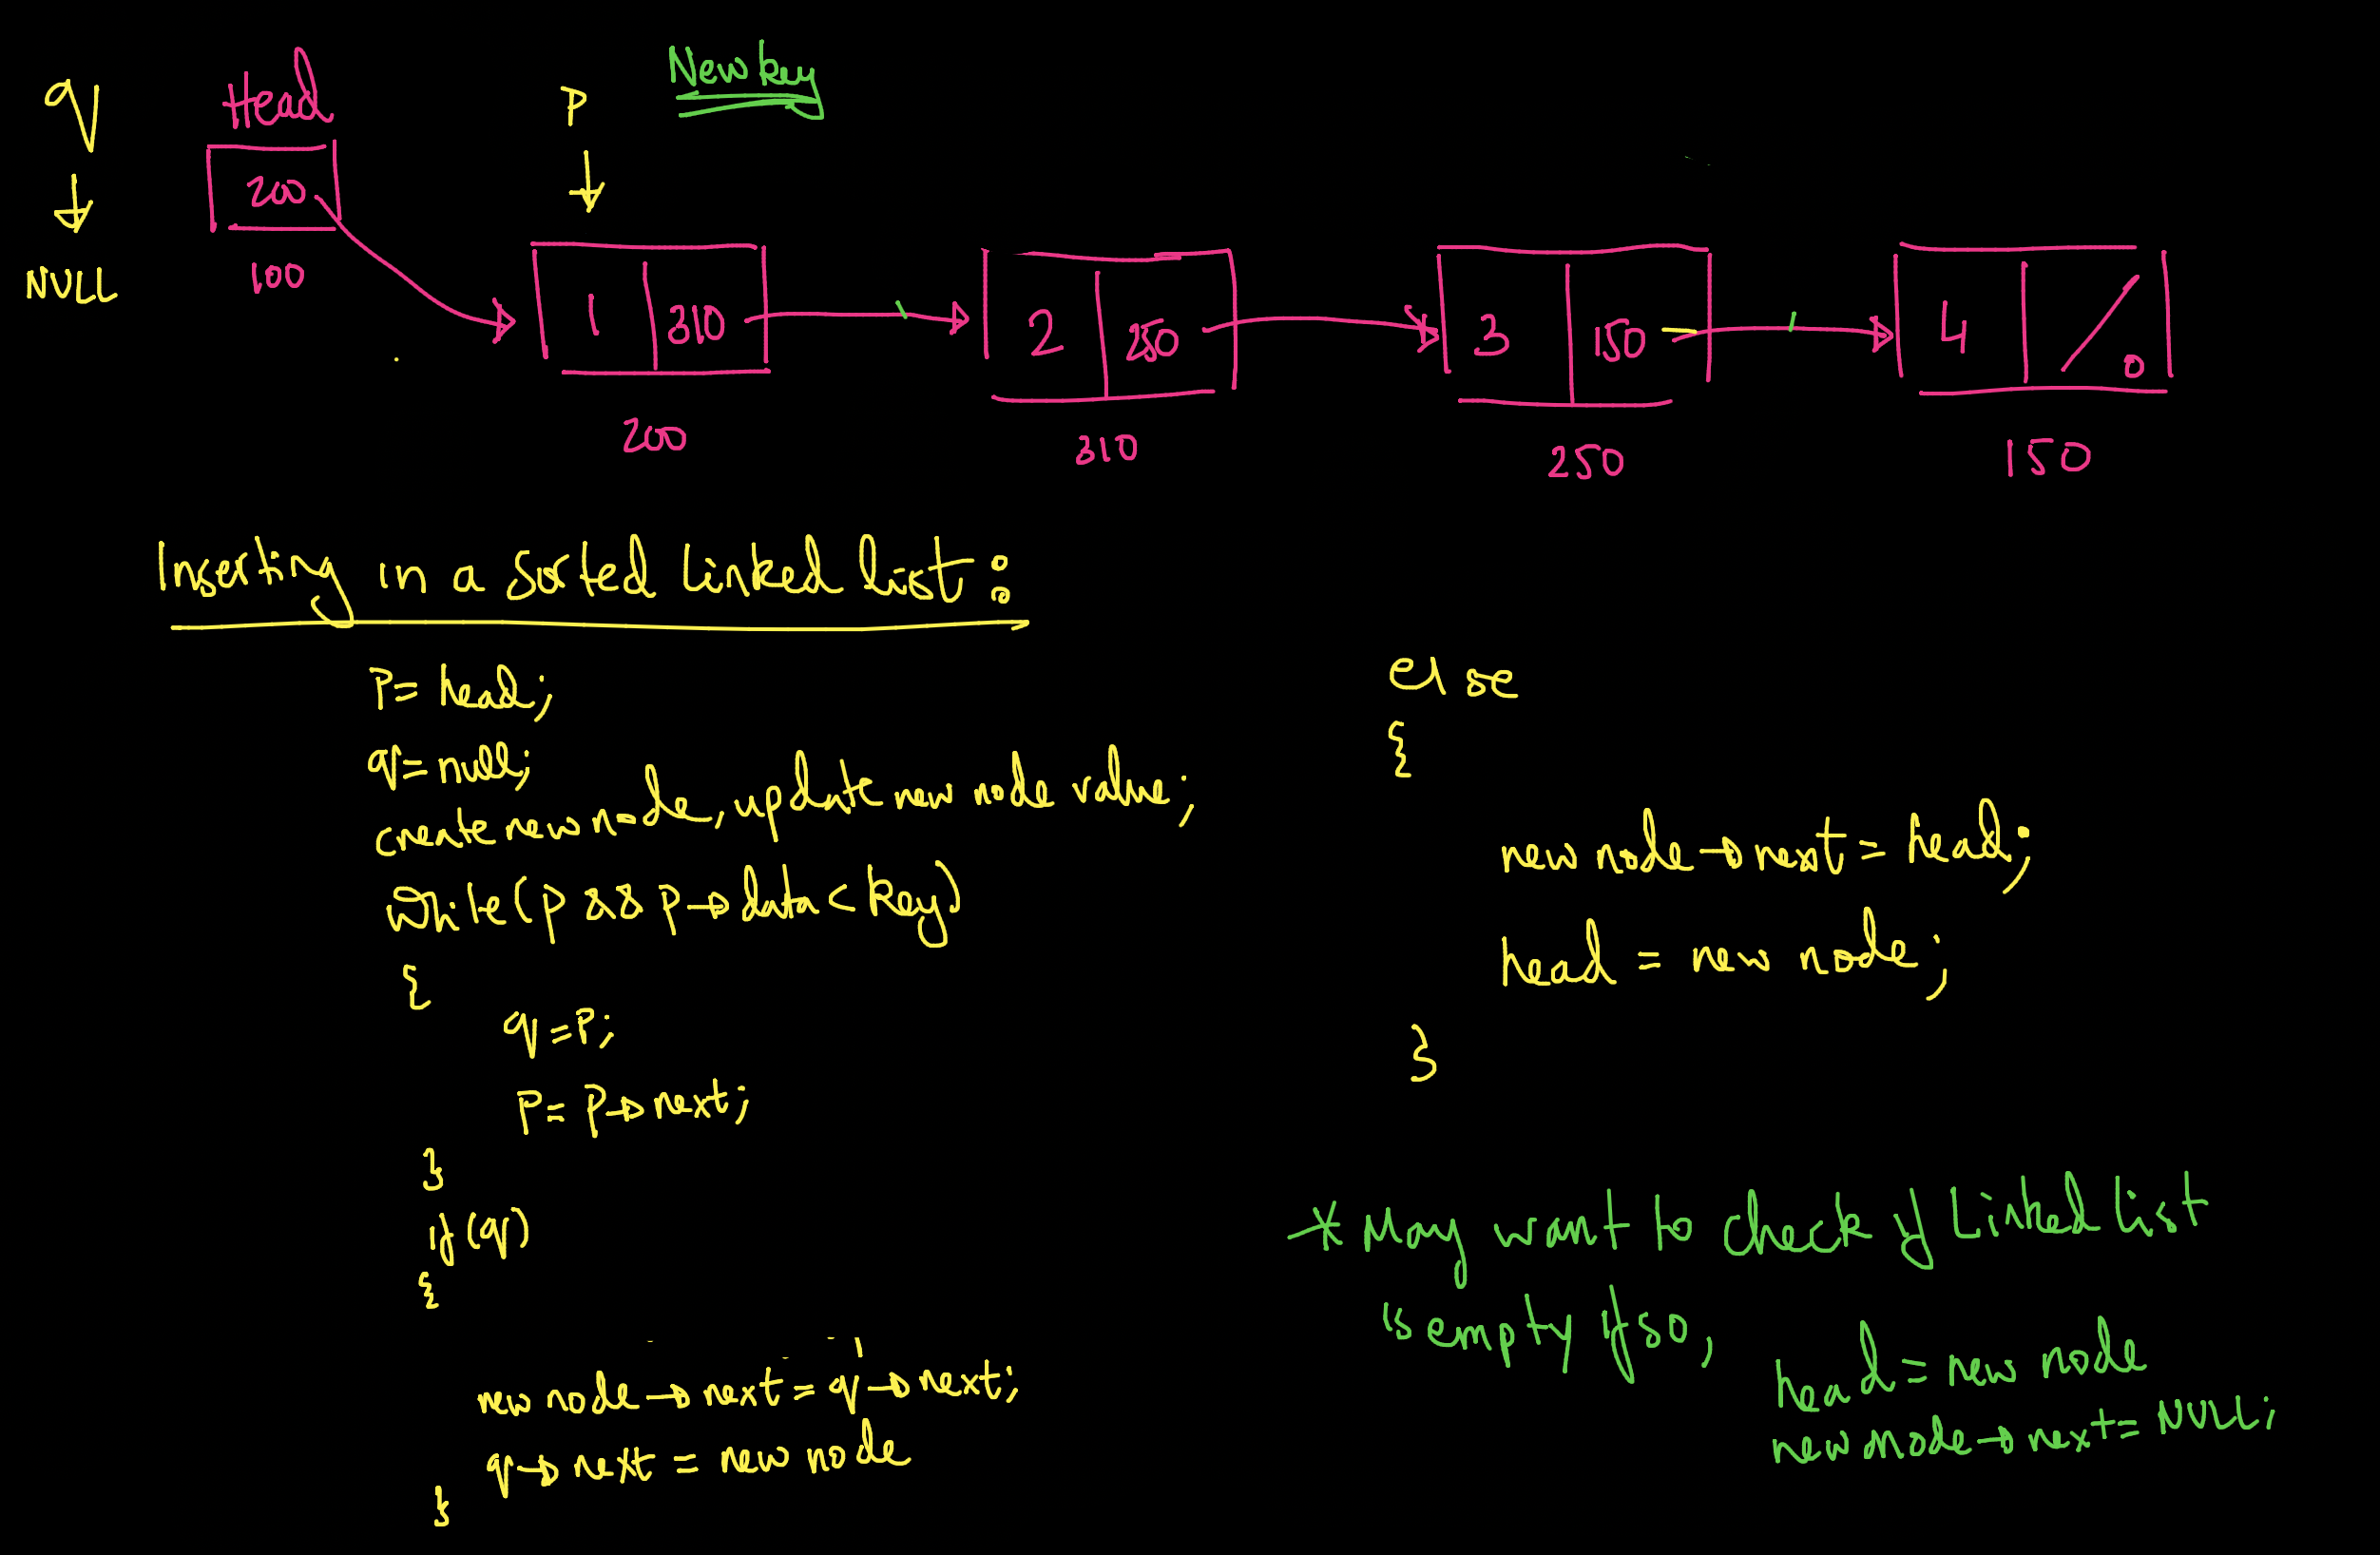 q Head P New key
NULL
200
100
1 310
2 250
3 150
4
0
200
310
250
150
Inserting in a sorted linked list:
P = head;
q = null;
create new node, update new node value;
while (p && p→data < key)
{
q = P;
P = P→next;
}
if (q)
{
new node→next = q→next;
q→next = new node
}
else
{
new node→next = head;
head = new node;
}
* May want to check if Linked list
is empty if so,
head = new node
new node→next = NULL;